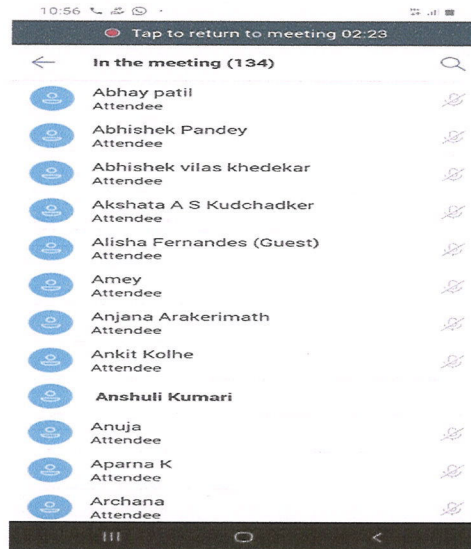 10:56
Tap to return to meeting 02:23
In the meeting (134)
Abhay patil
Attendee
Abhishek Pandey
Attendee
Abhishek vilas khedekar
Attendee
Akshata A S Kudchadker
Attendee
Alisha Fernandes (Guest)
Attendee
Amey
Attendee
Anjana Arakerimath
Attendee
Ankit Kolhe
Attendee
Anshuli Kumari
Anuja
Attendee
Aparna K
Attendee
Archana
Attendee